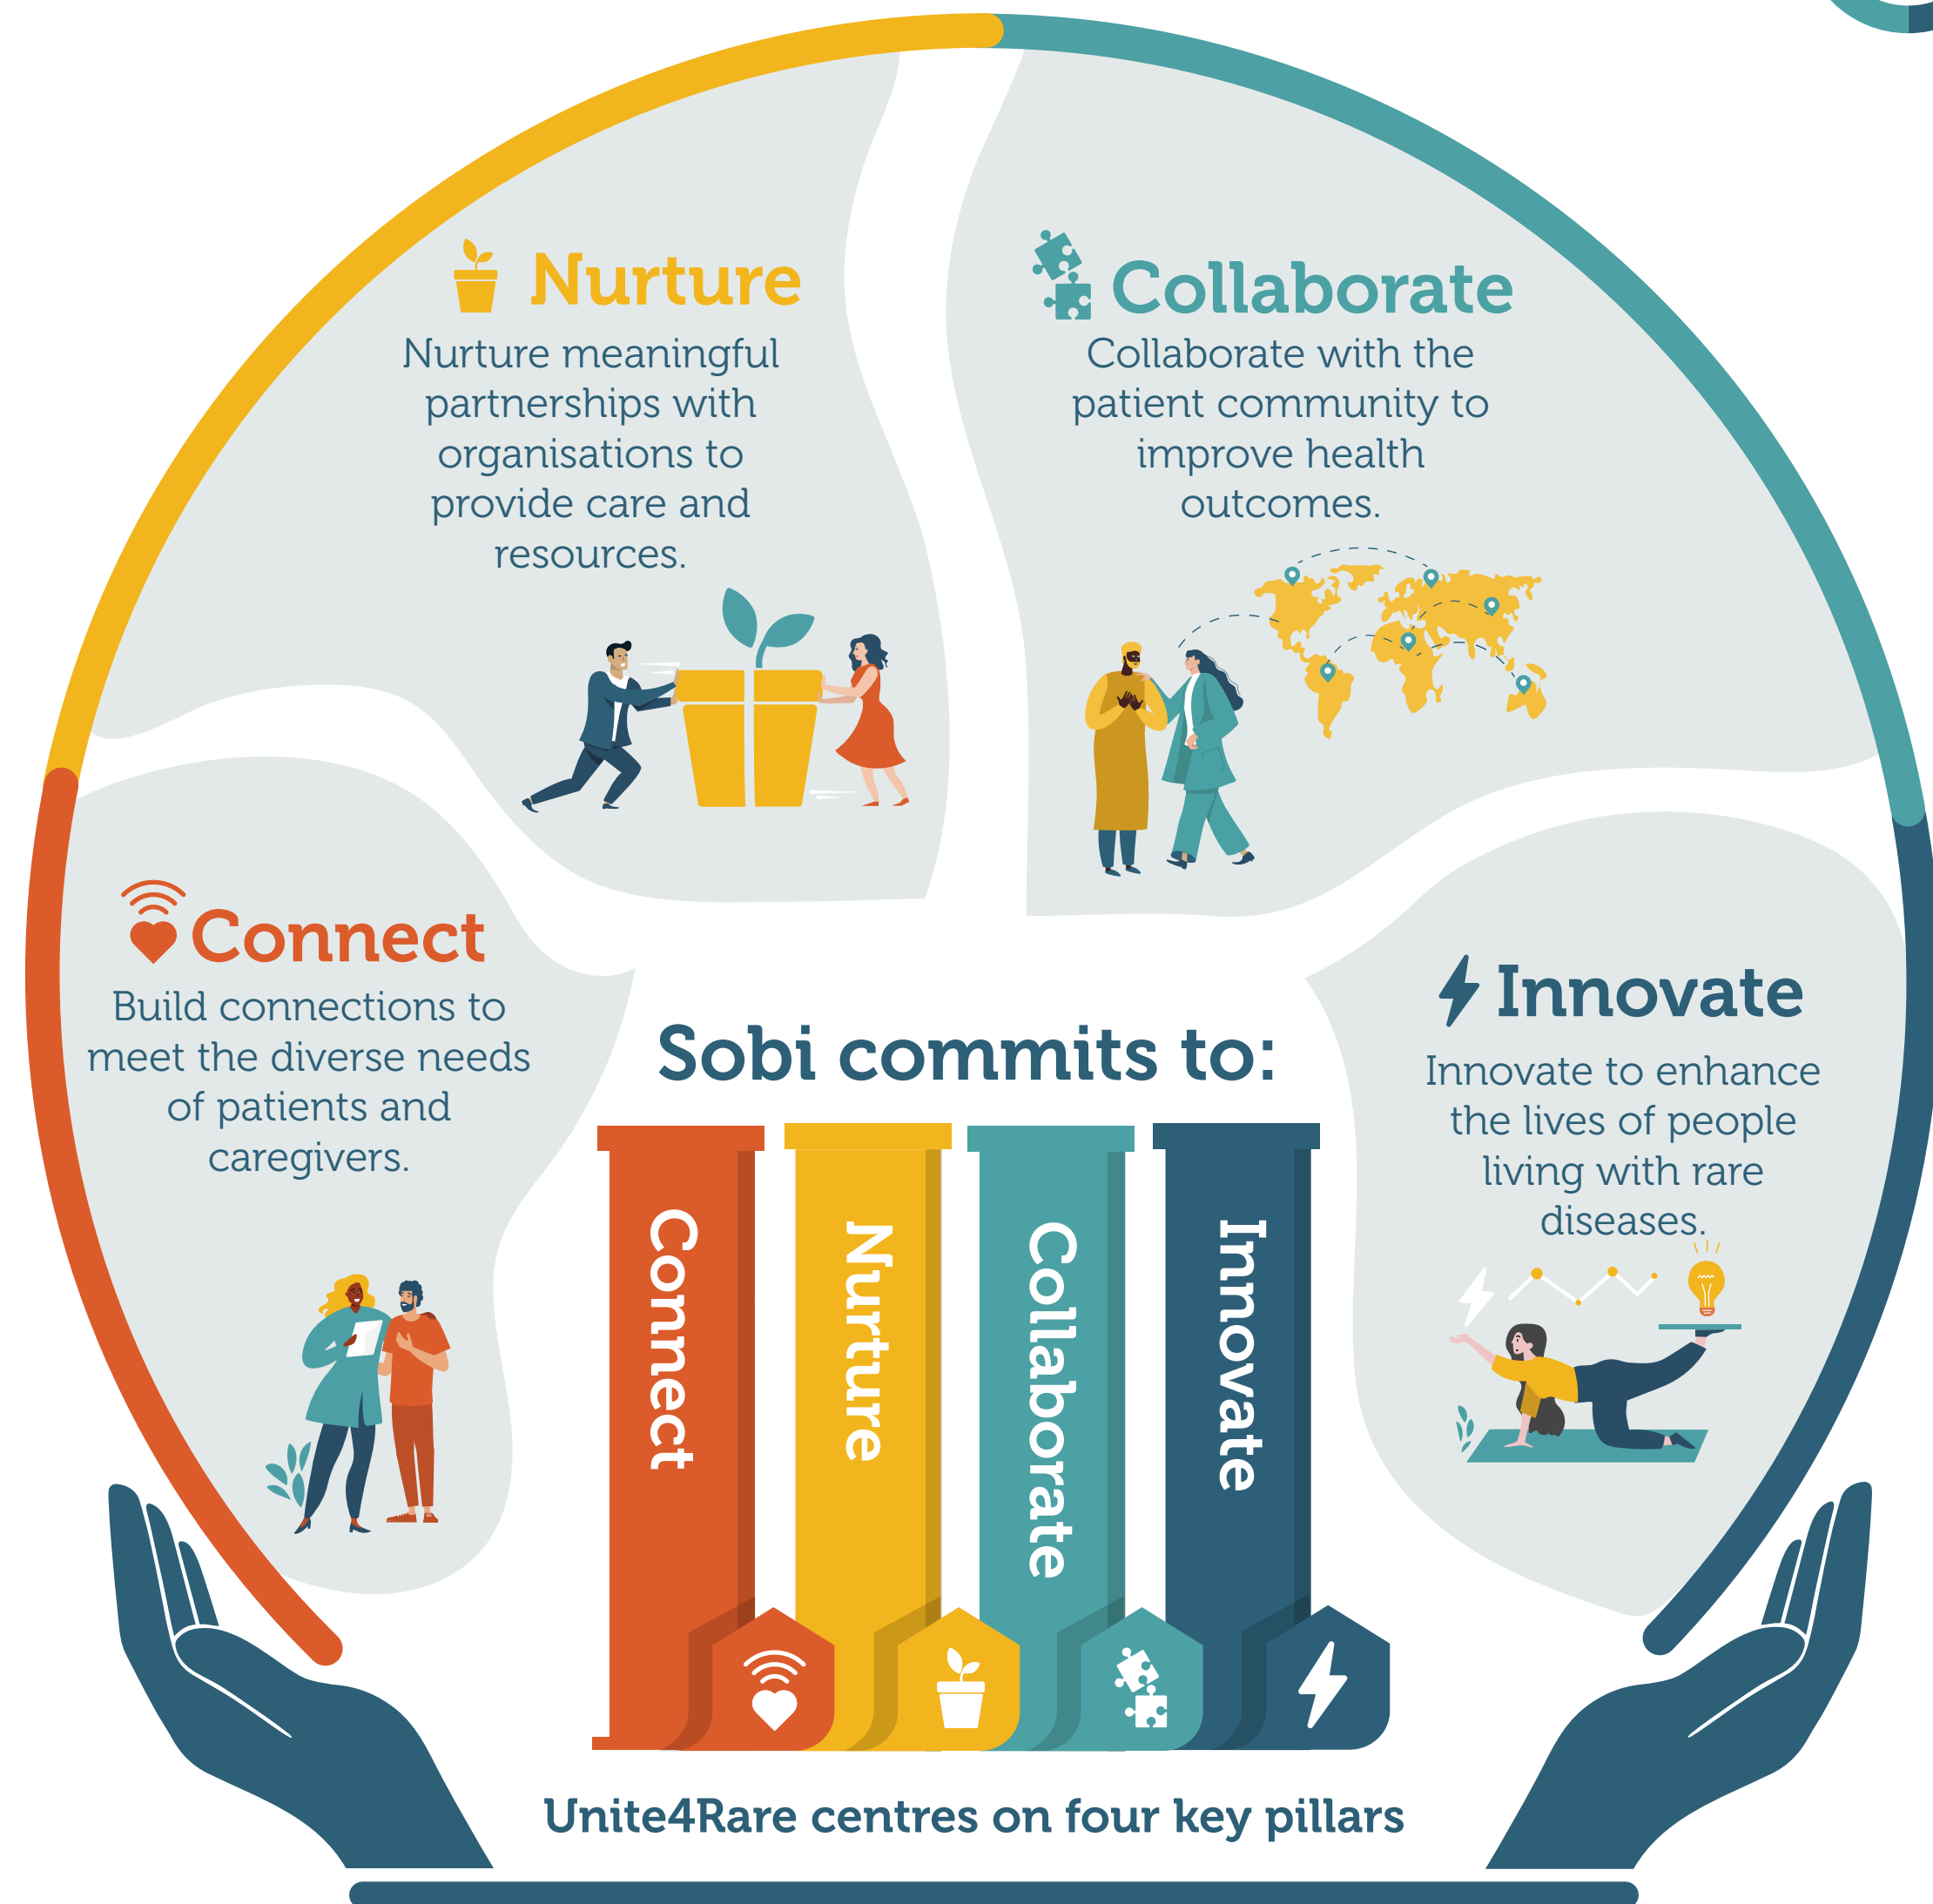 Nurture
Nurture meaningful
partnerships with
organisations to
provide care and
resources.
Collaborate
Collaborate with the
patient community to
improve health
outcomes.
Connect
Build connections to
meet the diverse needs
of patients and
caregivers.
Innovate
Innovate to enhance
the lives of people
living with rare
diseases.
Sobi commits to:
Connect
Nurture
Collaborate
Innovate
Unite4Rare centres on four key pillars